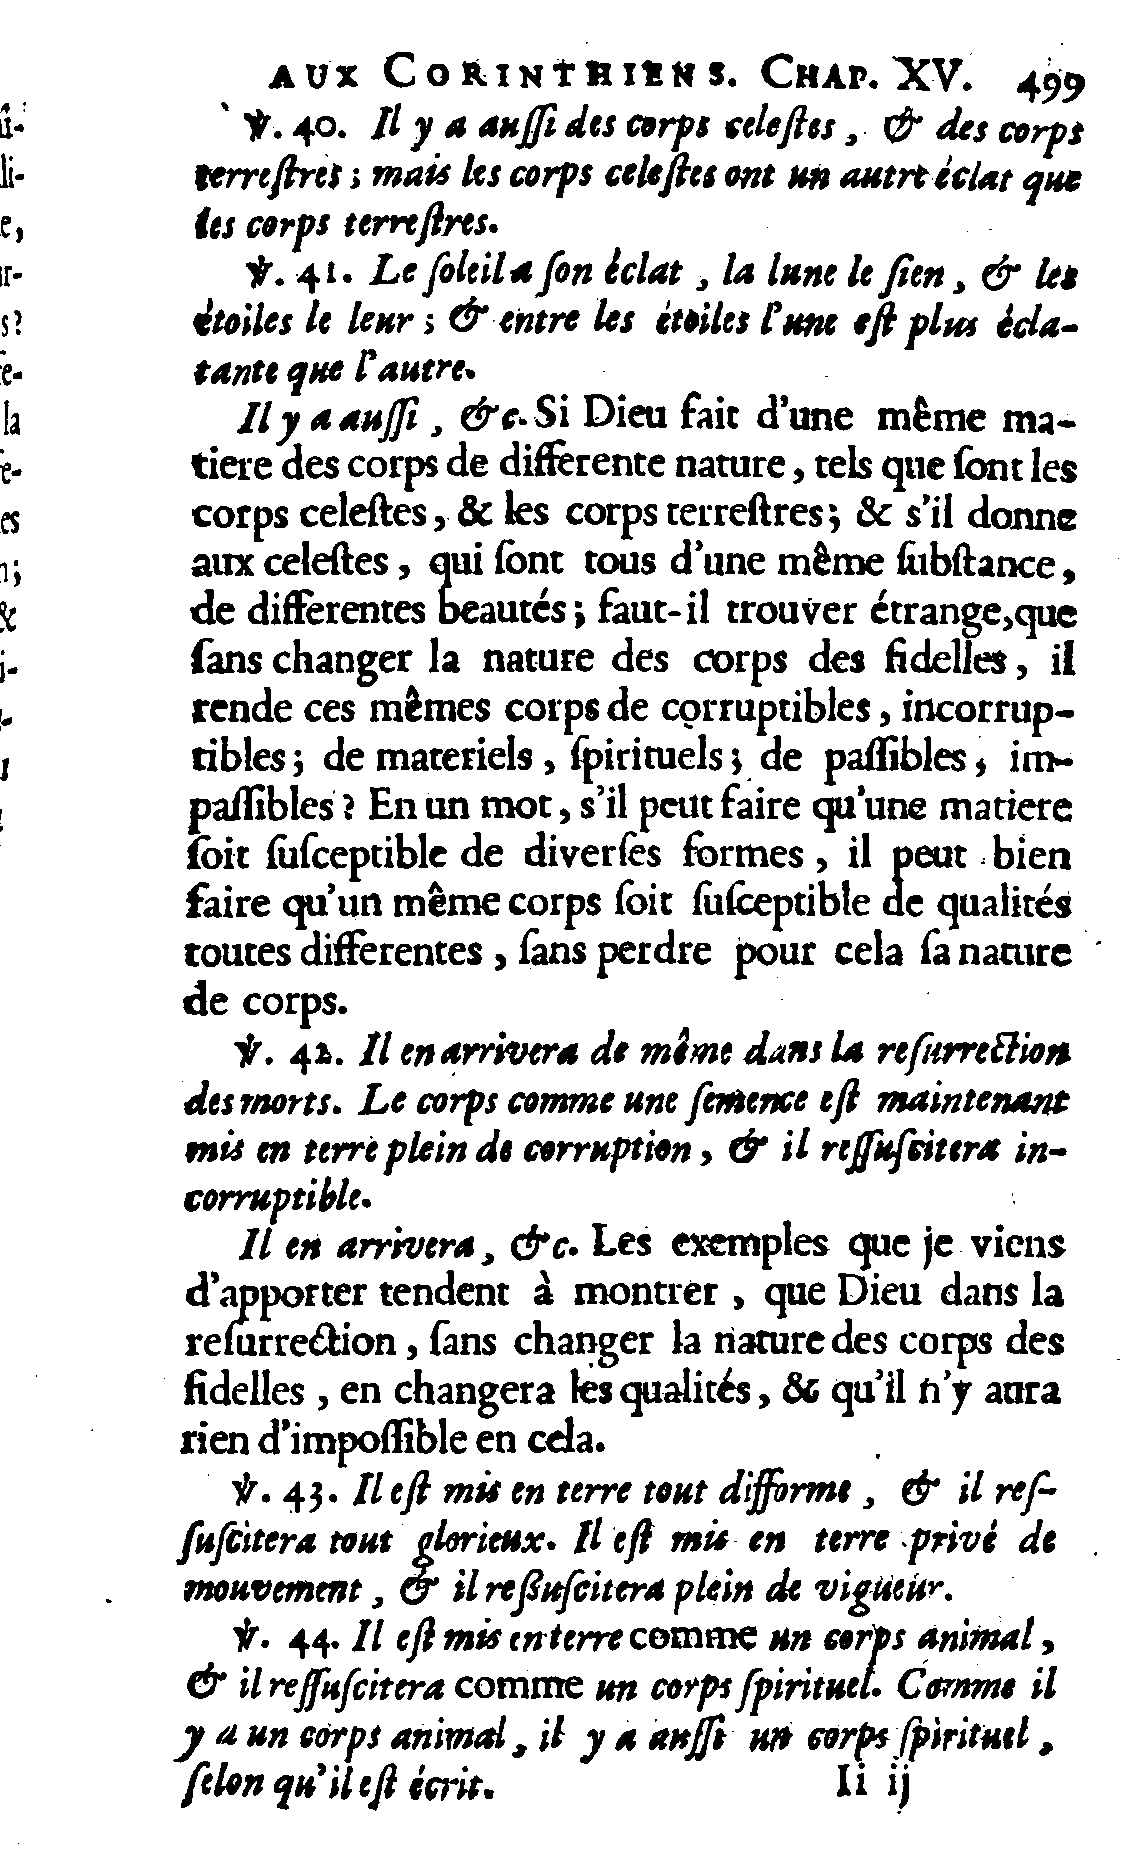 AUX CORINTHIENS. CHAP. XV. 499
℣. 40. Il y a auſſi des corps celeſtes, & des corps
terreſtres; mais les corps celeſtes ont un autre éclat que
les corps terreſtres.
℣. 41. Le ſoleil a ſon éclat, la lune le ſien, & les
étoiles le leur; & entre les étoiles l'une eſt plus écla-
tante que l'autre.
Il y a auſſi, &c. Si Dieu fait d'une même ma-
tiere des corps de differente nature, tels que ſont les
corps celeſtes, & les corps terreſtres; & s'il donne
aux celeſtes, qui ſont tous d'une même ſubſtance,
de differentes beautés; faut-il trouver étrange, que
ſans changer la nature des corps des fidelles, il
rende ces mêmes corps de corruptibles, incorrup-
tibles; de materiels, ſpirituels; de paſſibles, im-
paſſibles? En un mot, s'il peut faire qu'une matiere
ſoit ſuſceptible de diverſes formes, il peut bien
faire qu'un même corps ſoit ſuſceptible de qualités
toutes differentes, ſans perdre pour cela ſa nature
de corps.
℣. 42. Il en arrivera de même dans la reſurrection
des morts. Le corps comme une ſemence eſt maintenant
mis en terre plein de corruption, & il reſſuſcitera in-
corruptible.
Il en arrivera, &c. Les exemples que je viens
d'apporter tendent à montrer, que Dieu dans la
reſurrection, ſans changer la nature des corps des
fidelles, en changera les qualités, & qu'il n'y aura
rien d'impoſſible en cela.
℣. 43. Il eſt mis en terre tout difforme, & il reſ-
ſuſcitera tout glorieux. Il eſt mis en terre privé de
mouvement, & il reßuſcitera plein de vigueur.
℣. 44. Il eſt mis en terre comme un corps animal,
& il reſſuſcitera comme un corps ſpirituel. Comme il
y a un corps animal, il y a auſſi un corps ſpirituel,
ſelon qu'il eſt écrit.
Ii ij